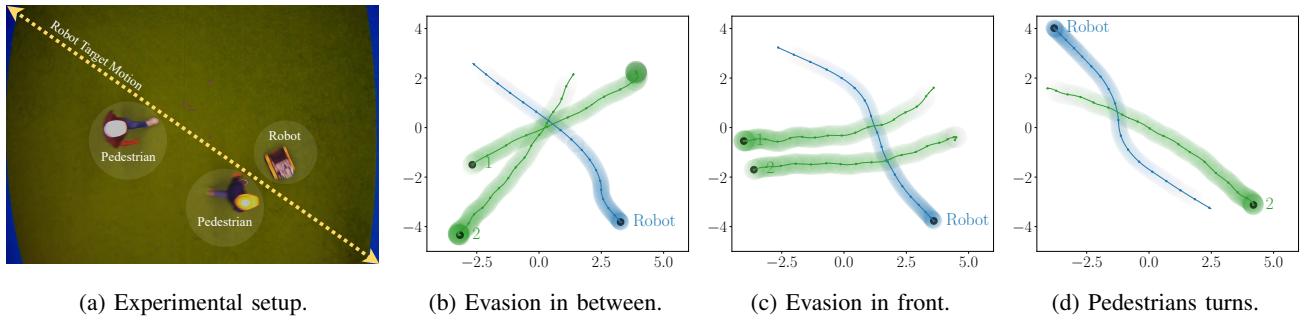 Robot Target Motion
Robot
Pedestrian
Pedestrian
4
2
0
−2
−4
−2.5 0.0 2.5 5.0
1
2
Robot
4
2
0
−2
−4
−2.5 0.0 2.5 5.0
1
2
Robot
4
2
0
−2
−4
−2.5 0.0 2.5 5.0
Robot
2
(a) Experimental setup.
(b) Evasion in between.
(c) Evasion in front.
(d) Pedestrians turns.